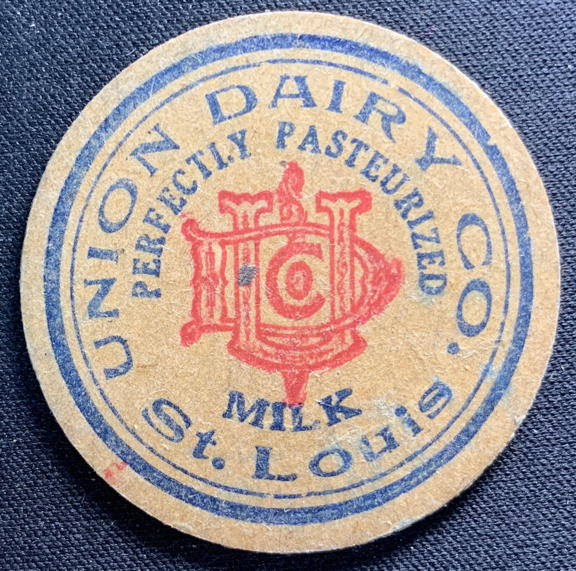 UNION DAIRY CO.
PERFECTLY PASTEURIZED
UDC
MILK
St. Louis